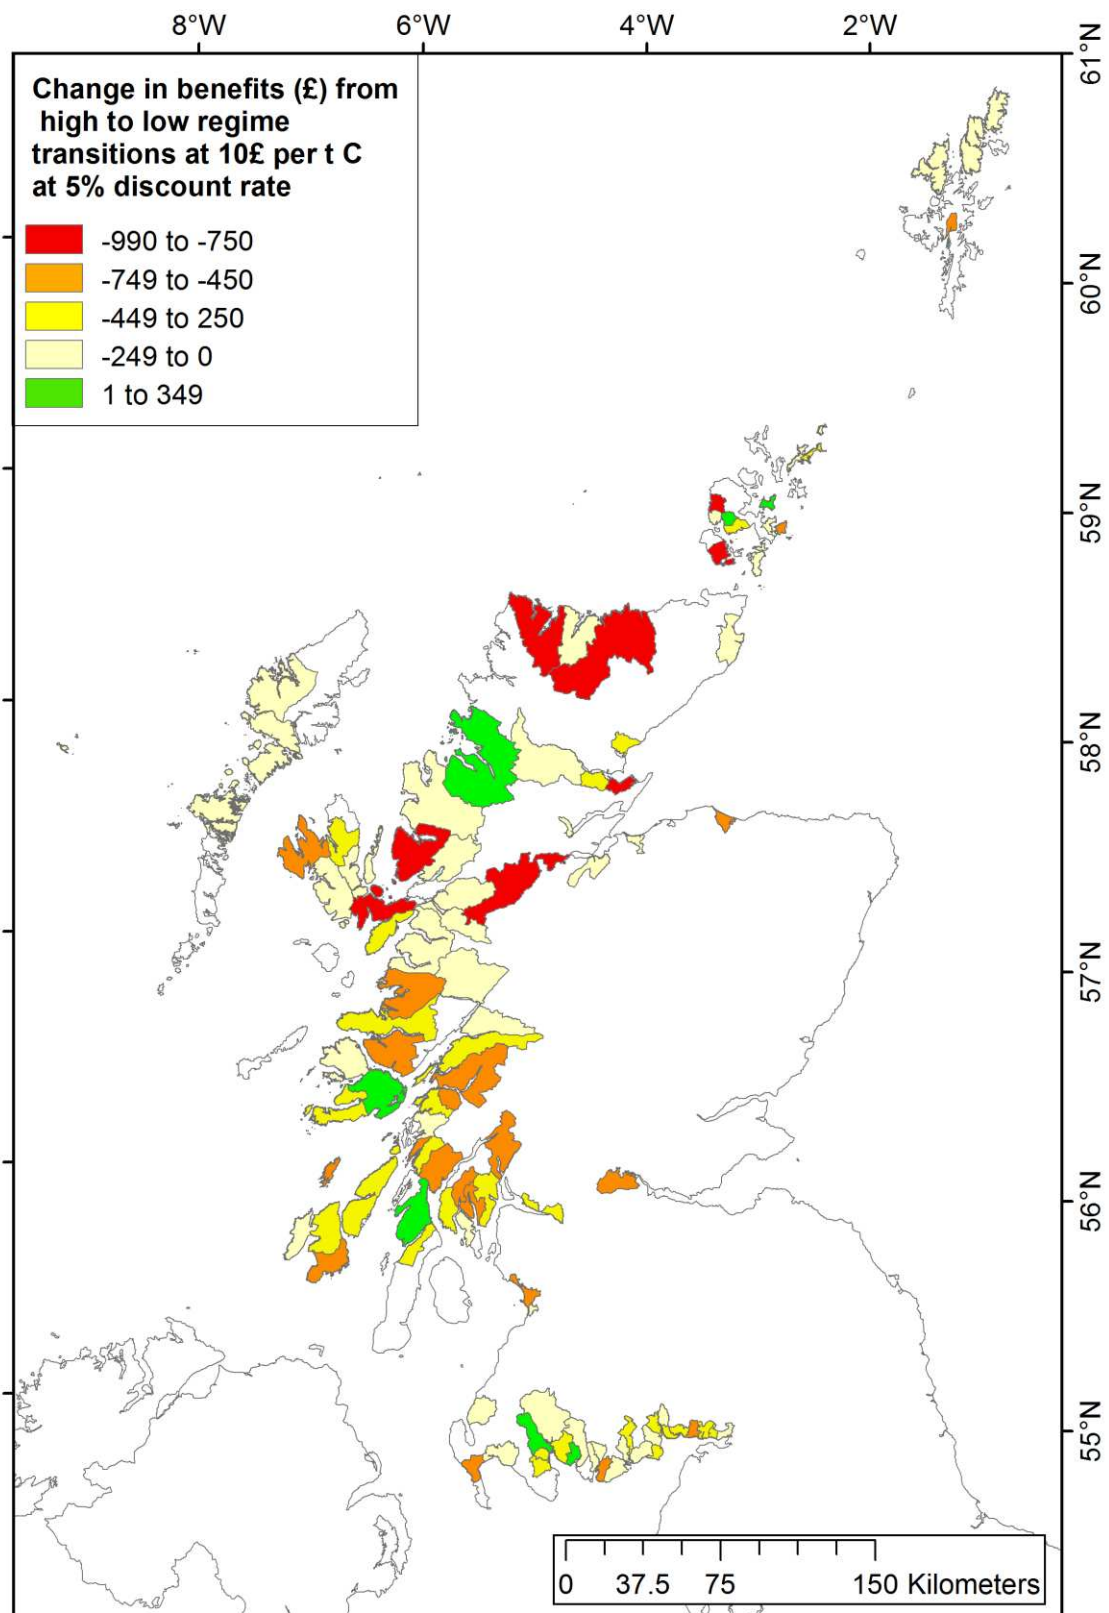 8°W 6°W 4°W 2°W
61°N
Change in benefits (£) from
high to low regime
transitions at 10£ per t C
at 5% discount rate
-990 to -750
-749 to -450
-449 to 250
-249 to 0
1 to 349
60°N
59°N
58°N
57°N
56°N
55°N
0 37.5 75 150 Kilometers